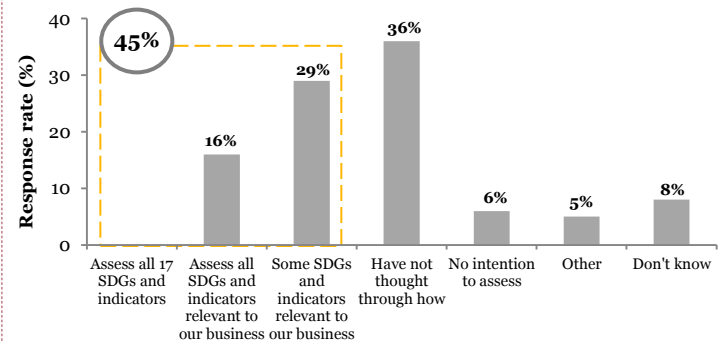 Response rate (%)
40
30
20
10
0
45%
16%
29%
36%
6%
5%
8%
Assess all 17
SDGs and
indicators
Assess all
SDGs and
indicators
relevant to
our business
Some SDGs
and
indicators
relevant to
our business
Have not
thought
through how
No intention
to assess
Other
Don't know